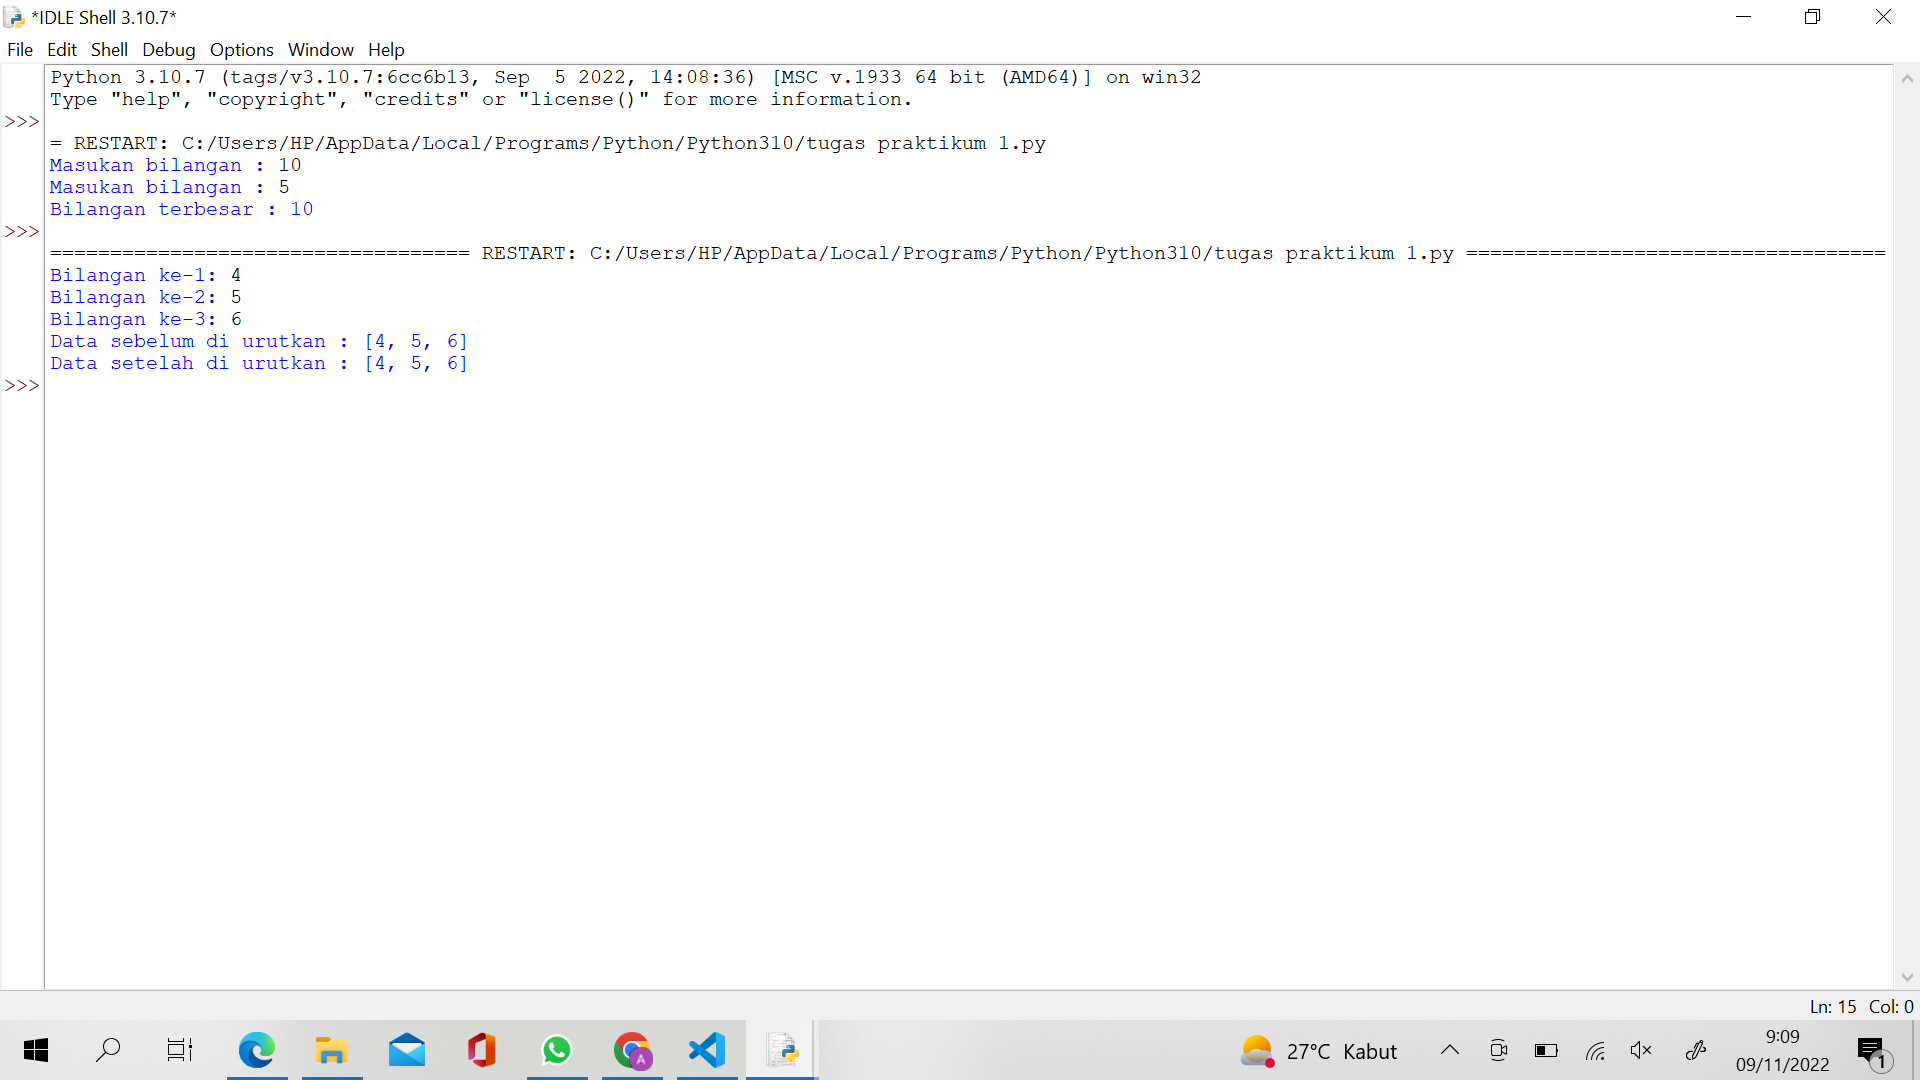 *IDLE Shell 3.10.7*
File Edit Shell Debug Options Window Help
Python 3.10.7 (tags/v3.10.7:6cc6b13, Sep  5 2022, 14:08:36) [MSC v.1933 64 bit (AMD64)] on win32
Type "help", "copyright", "credits" or "license()" for more information.
>>>
= RESTART: C:/Users/HP/AppData/Local/Programs/Python/Python310/tugas praktikum 1.py
Masukan bilangan : 10
Masukan bilangan : 5
Bilangan terbesar : 10
>>>
=================================== RESTART: C:/Users/HP/AppData/Local/Programs/Python/Python310/tugas praktikum 1.py ===================================
Bilangan ke-1: 4
Bilangan ke-2: 5
Bilangan ke-3: 6
Data sebelum di urutkan : [4, 5, 6]
Data setelah di urutkan : [4, 5, 6]
>>>
Ln: 15 Col: 0
A
27°C Kabut
9:09
09/11/2022
1